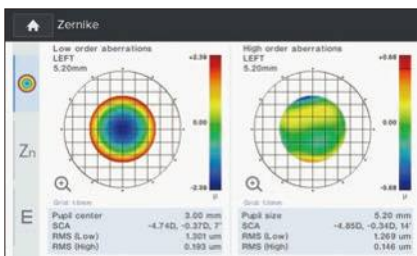 Zernike
Low order aberrations
LEFT
5.20mm
+2.39
0.00
-2.39
μ
Grid 1.0mm
High order aberrations
LEFT
5.20mm
+0.68
0.00
-0.68
μ
Grid 1.0mm
Zn
E
Pupil center 3.00 mm
SCA -4.74D, -0.37D, 7°
RMS (Low) 1.301 um
RMS (High) 0.193 um
Pupil size 5.20 mm
SCA -4.85D, -0.34D, 14°
RMS (Low) 1.269 um
RMS (High) 0.146 um